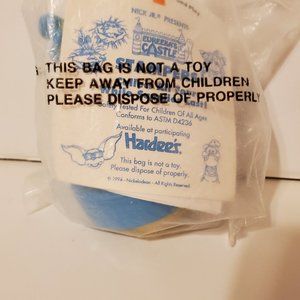 NICK JR.® PRESENTS
EUREEKA'S
CASTLE
THIS BAG IS NOT A TOY
KEEP AWAY FROM CHILDREN
PLEASE DISPOSE OF PROPERLY
Safety Tested For Children Of All Ages
Conforms to ASTM D4236
Available at participating
Hardee's
This bag is not a toy.
Please dispose of properly.
© 1994 - Nickelodeon - All Rights Reserved